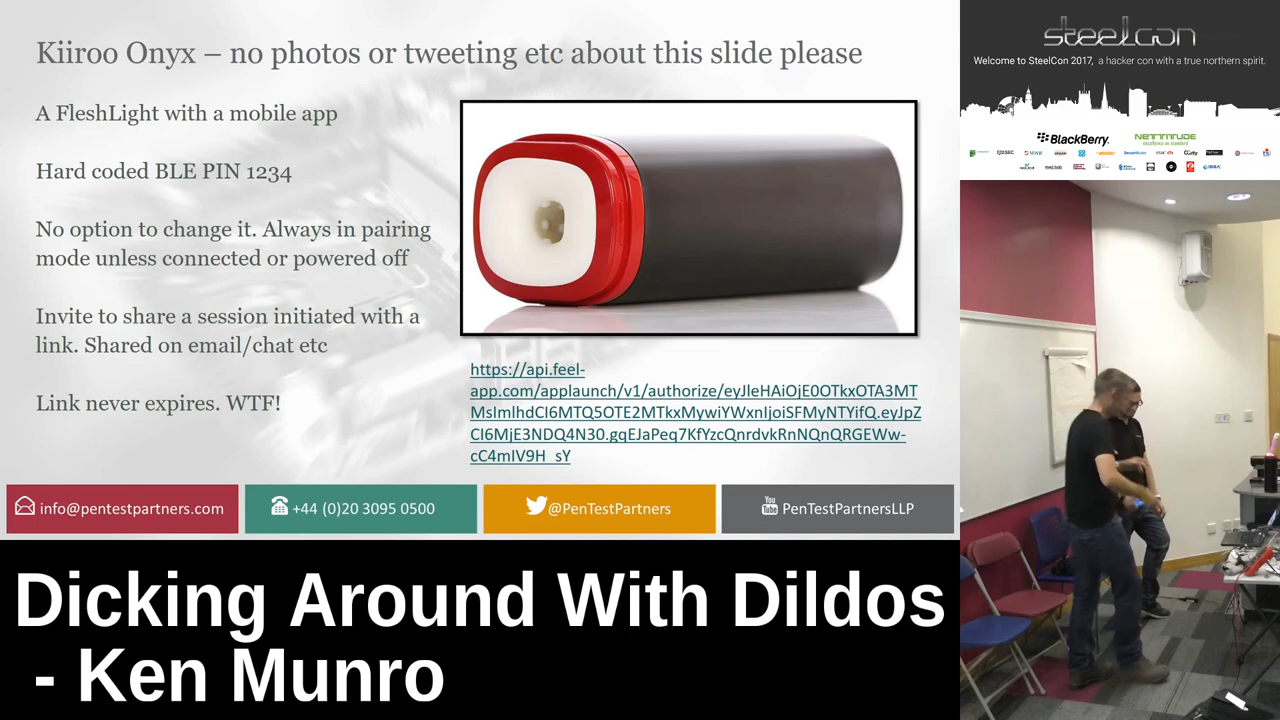 Kiiroo Onyx – no photos or tweeting etc about this slide please
A FleshLight with a mobile app
Hard coded BLE PIN 1234
No option to change it. Always in pairing
mode unless connected or powered off
Invite to share a session initiated with a
link. Shared on email/chat etc
Link never expires. WTF!
https://api.feel-
app.com/applaunch/v1/authorize/eyJleHAiOjE0OTkxOTA3MT
MsImlhdCI6MTQ5OTE2MTkxMywiYWxnIjoiSFMyNTYifQ.eyJpZ
CI6MjE3NDQ4N30.gqEJaPeq7KfYzcQnrdvkRnNQnQRGEWw-
cC4mIV9H_sY
info@pentestpartners.com
+44 (0)20 3095 0500
@PenTestPartners
You Tube PenTestPartnersLLP
Dicking Around With Dildos
- Ken Munro
steelcon
Welcome to SteelCon 2017, a hacker con with a true northern spirit.
BlackBerry
NETTITUDE